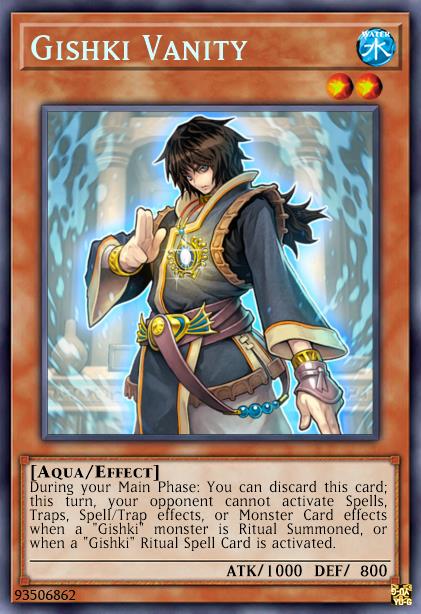 Gishki Vanity
WATER
水
[Aqua/Effect]
During your Main Phase: You can discard this card;
this turn, your opponent cannot activate Spells,
Traps, Spell/Trap effects, or Monster Card effects
when a "Gishki" monster is Ritual Summoned, or
when a "Gishki" Ritual Spell Card is activated.
ATK/1000 DEF/ 800
93506862